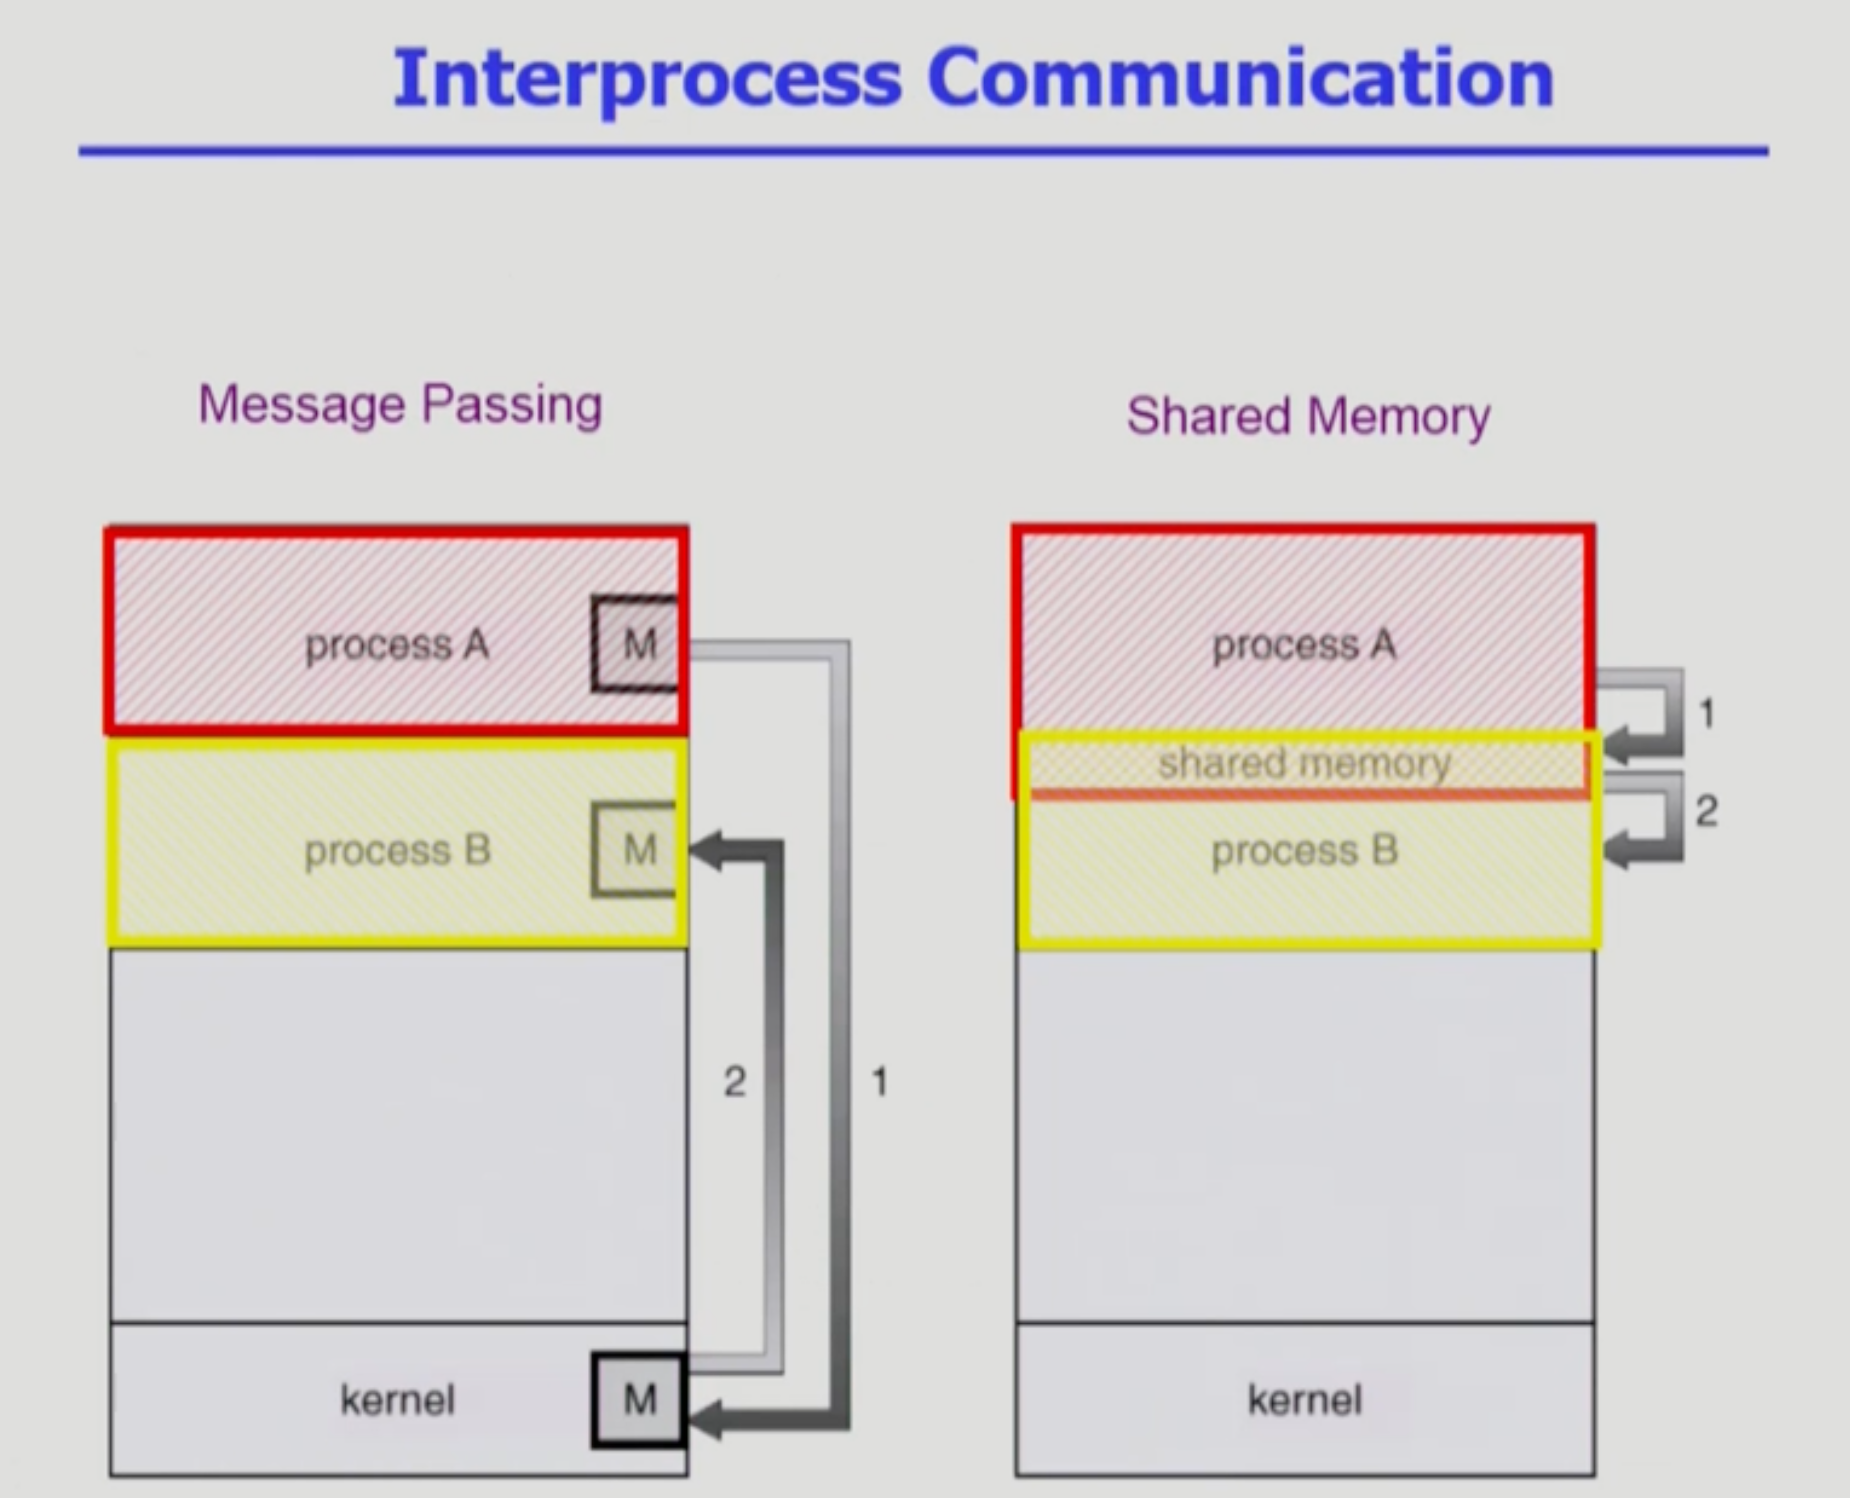 Interprocess Communication
Message Passing
Shared Memory
process A
M
process B
M
2
1
kernel
M
process A
1
shared memory
2
process B
kernel